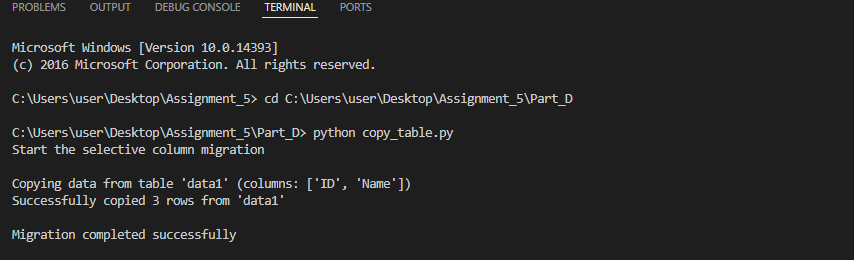 PROBLEMS OUTPUT DEBUG CONSOLE TERMINAL PORTS
Microsoft Windows [Version 10.0.14393]
(c) 2016 Microsoft Corporation. All rights reserved.
C:\Users\user\Desktop\Assignment_5> cd C:\Users\user\Desktop\Assignment_5\Part_D
C:\Users\user\Desktop\Assignment_5\Part_D> python copy_table.py
Start the selective column migration
Copying data from table 'data1' (columns: ['ID', 'Name'])
Successfully copied 3 rows from 'data1'
Migration completed successfully